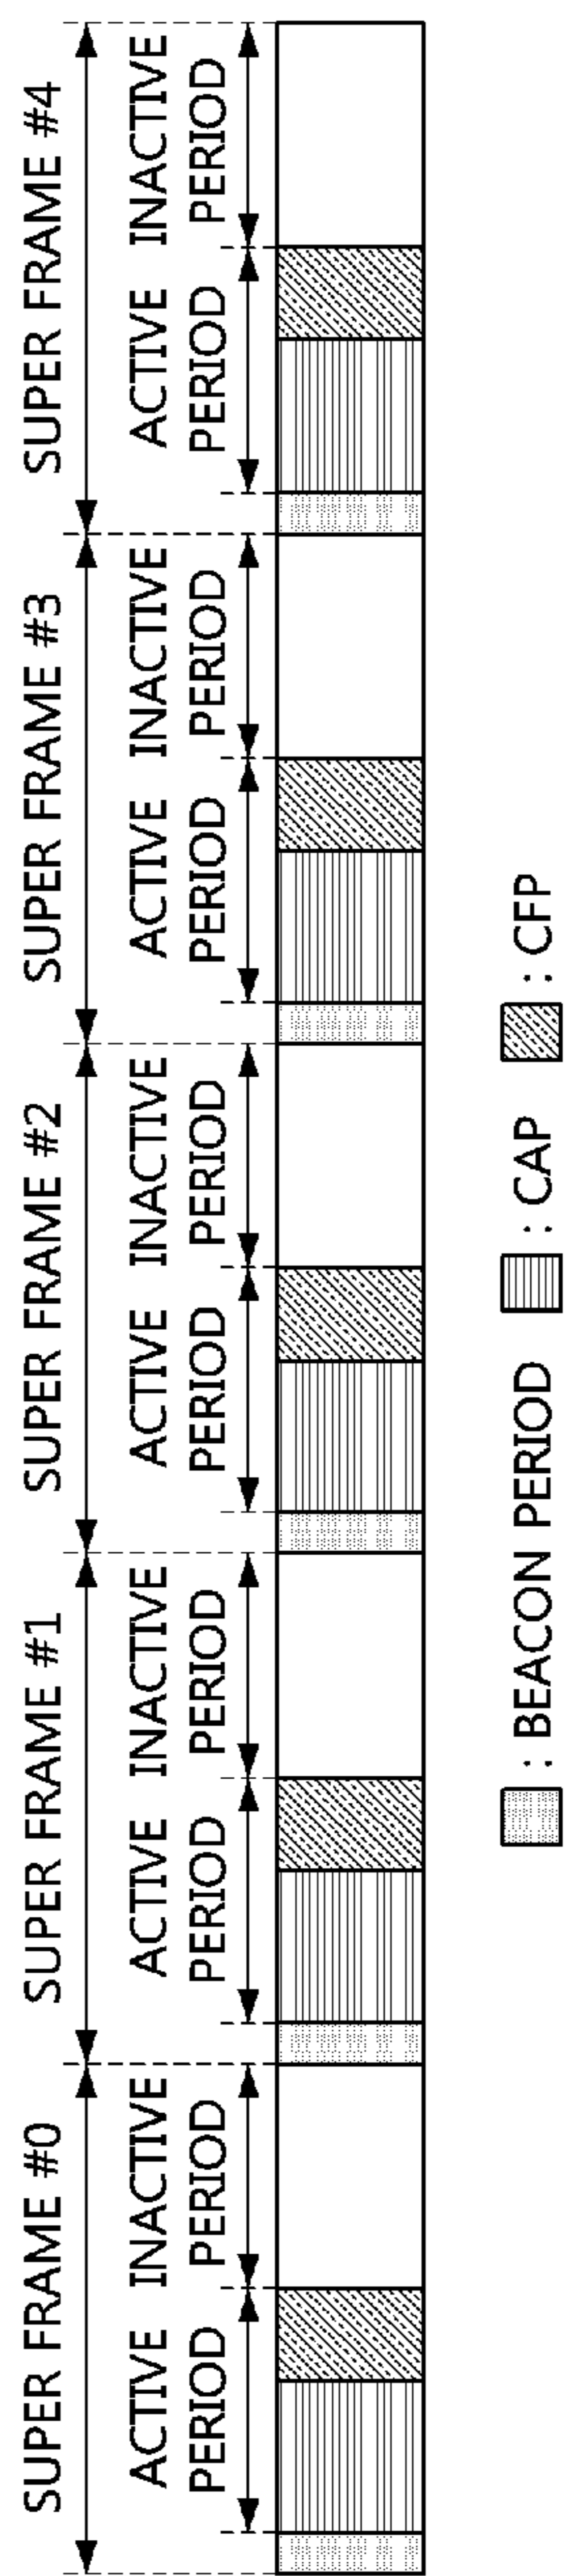 SUPER FRAME #0
SUPER FRAME #1
SUPER FRAME #2
SUPER FRAME #3
SUPER FRAME #4
ACTIVE
PERIOD
INACTIVE
PERIOD
ACTIVE
PERIOD
INACTIVE
PERIOD
ACTIVE
PERIOD
INACTIVE
PERIOD
ACTIVE
PERIOD
INACTIVE
PERIOD
ACTIVE
PERIOD
INACTIVE
PERIOD
: BEACON PERIOD
: CAP
: CFP